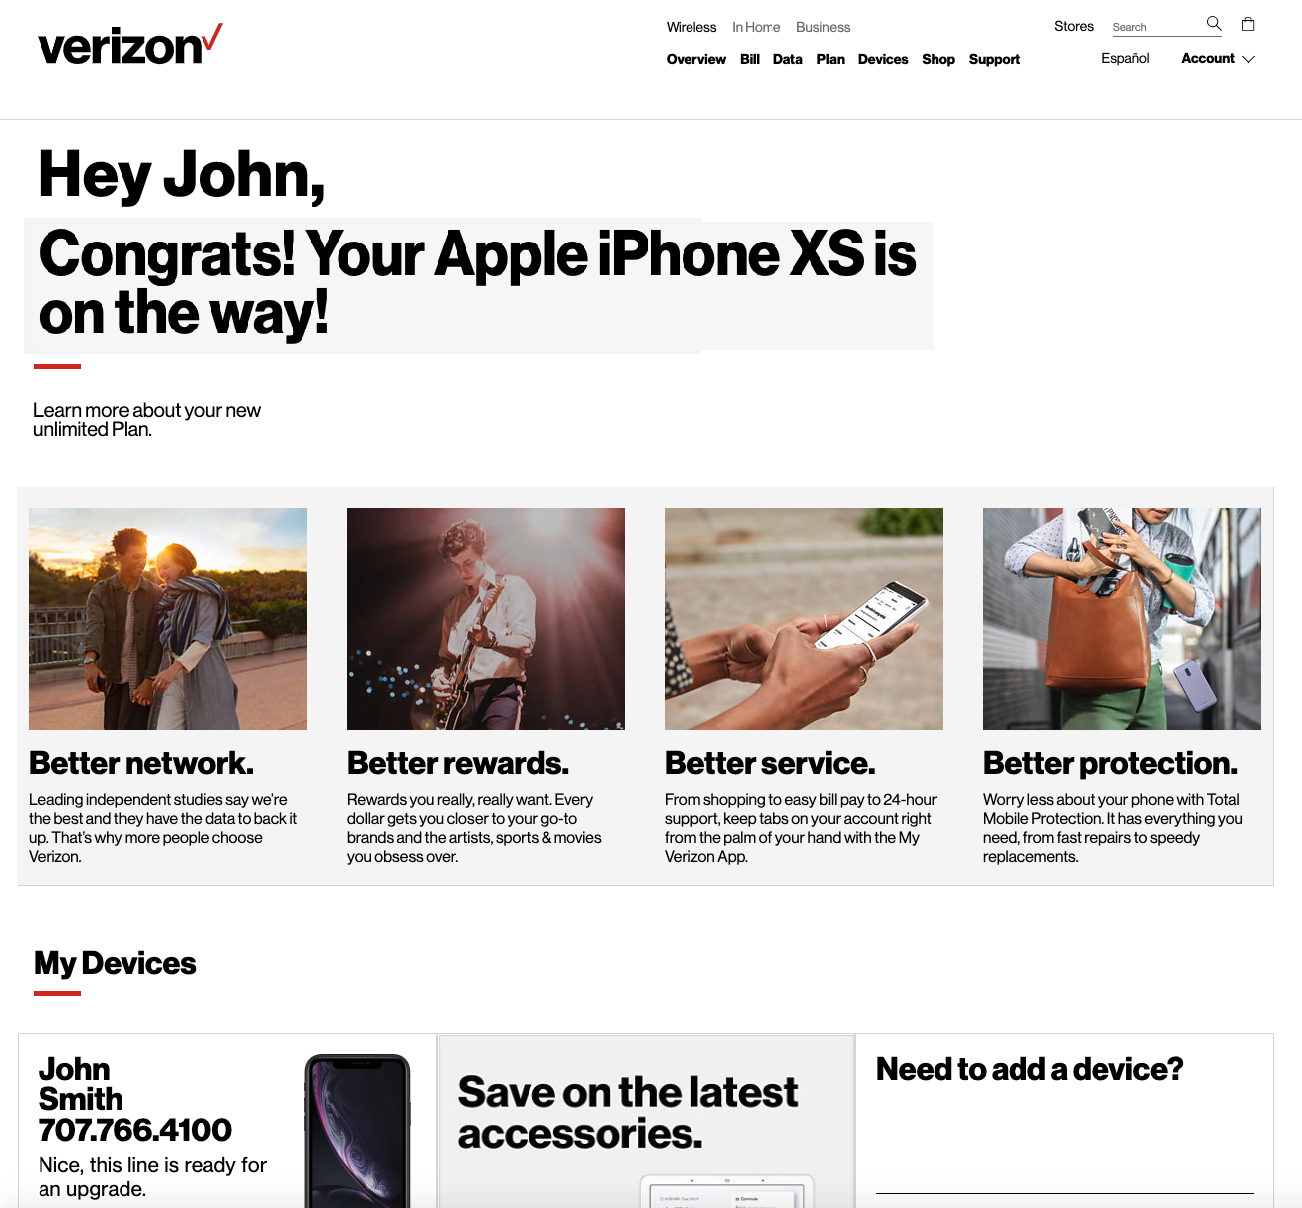 verizon
Wireless In Home Business
Stores Search
Overview Bill Data Plan Devices Shop Support
Español Account
Hey John,
Congrats! Your Apple iPhone XS is
on the way!
Learn more about your new
unlimited Plan.
Better network.
Leading independent studies say we're
the best and they have the data to back it
up. That's why more people choose
Verizon.
Better rewards.
Rewards you really, really want. Every
dollar gets you closer to your go-to
brands and the artists, sports & movies
you obsess over.
Better service.
From shopping to easy bill pay to 24-hour
support, keep tabs on your account right
from the palm of your hand with the My
Verizon App.
Better protection.
Worry less about your phone with Total
Mobile Protection. It has everything you
need, from fast repairs to speedy
replacements.
My Devices
John
Smith
707.766.4100
Nice, this line is ready for
an upgrade.
Save on the latest
accessories.
Commute
Need to add a device?